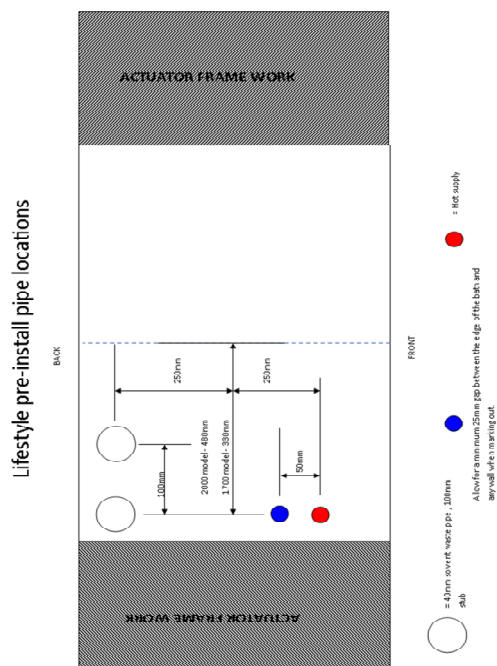 Lifestyle pre-install pipe locations
ACTUATOR FRAME WORK
BACK
250mm
250mm
100mm
2000 model - 480mm
1700 model - 330mm
50mm
FRONT
ACTUATOR FRAME WORK
= 43mm solvent waste pipe, 100mm
stub
= Hot supply
Alow for a minimum 25mm gap between the edge of the bath and
any wall when marking out.